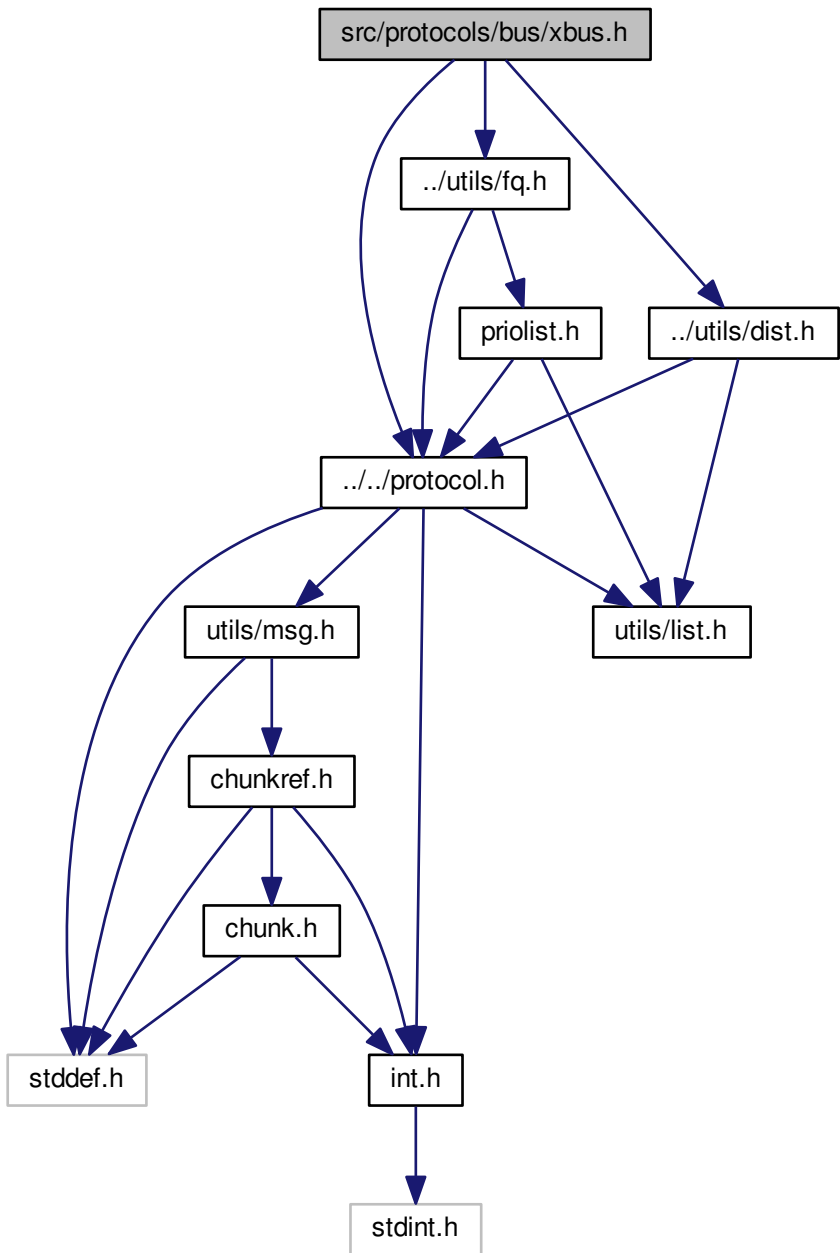 src/protocols/bus/xbus.h
../utils/fq.h
priolist.h
../utils/dist.h
../../protocol.h
utils/msg.h
utils/list.h
chunkref.h
chunk.h
stddef.h
int.h
stdint.h